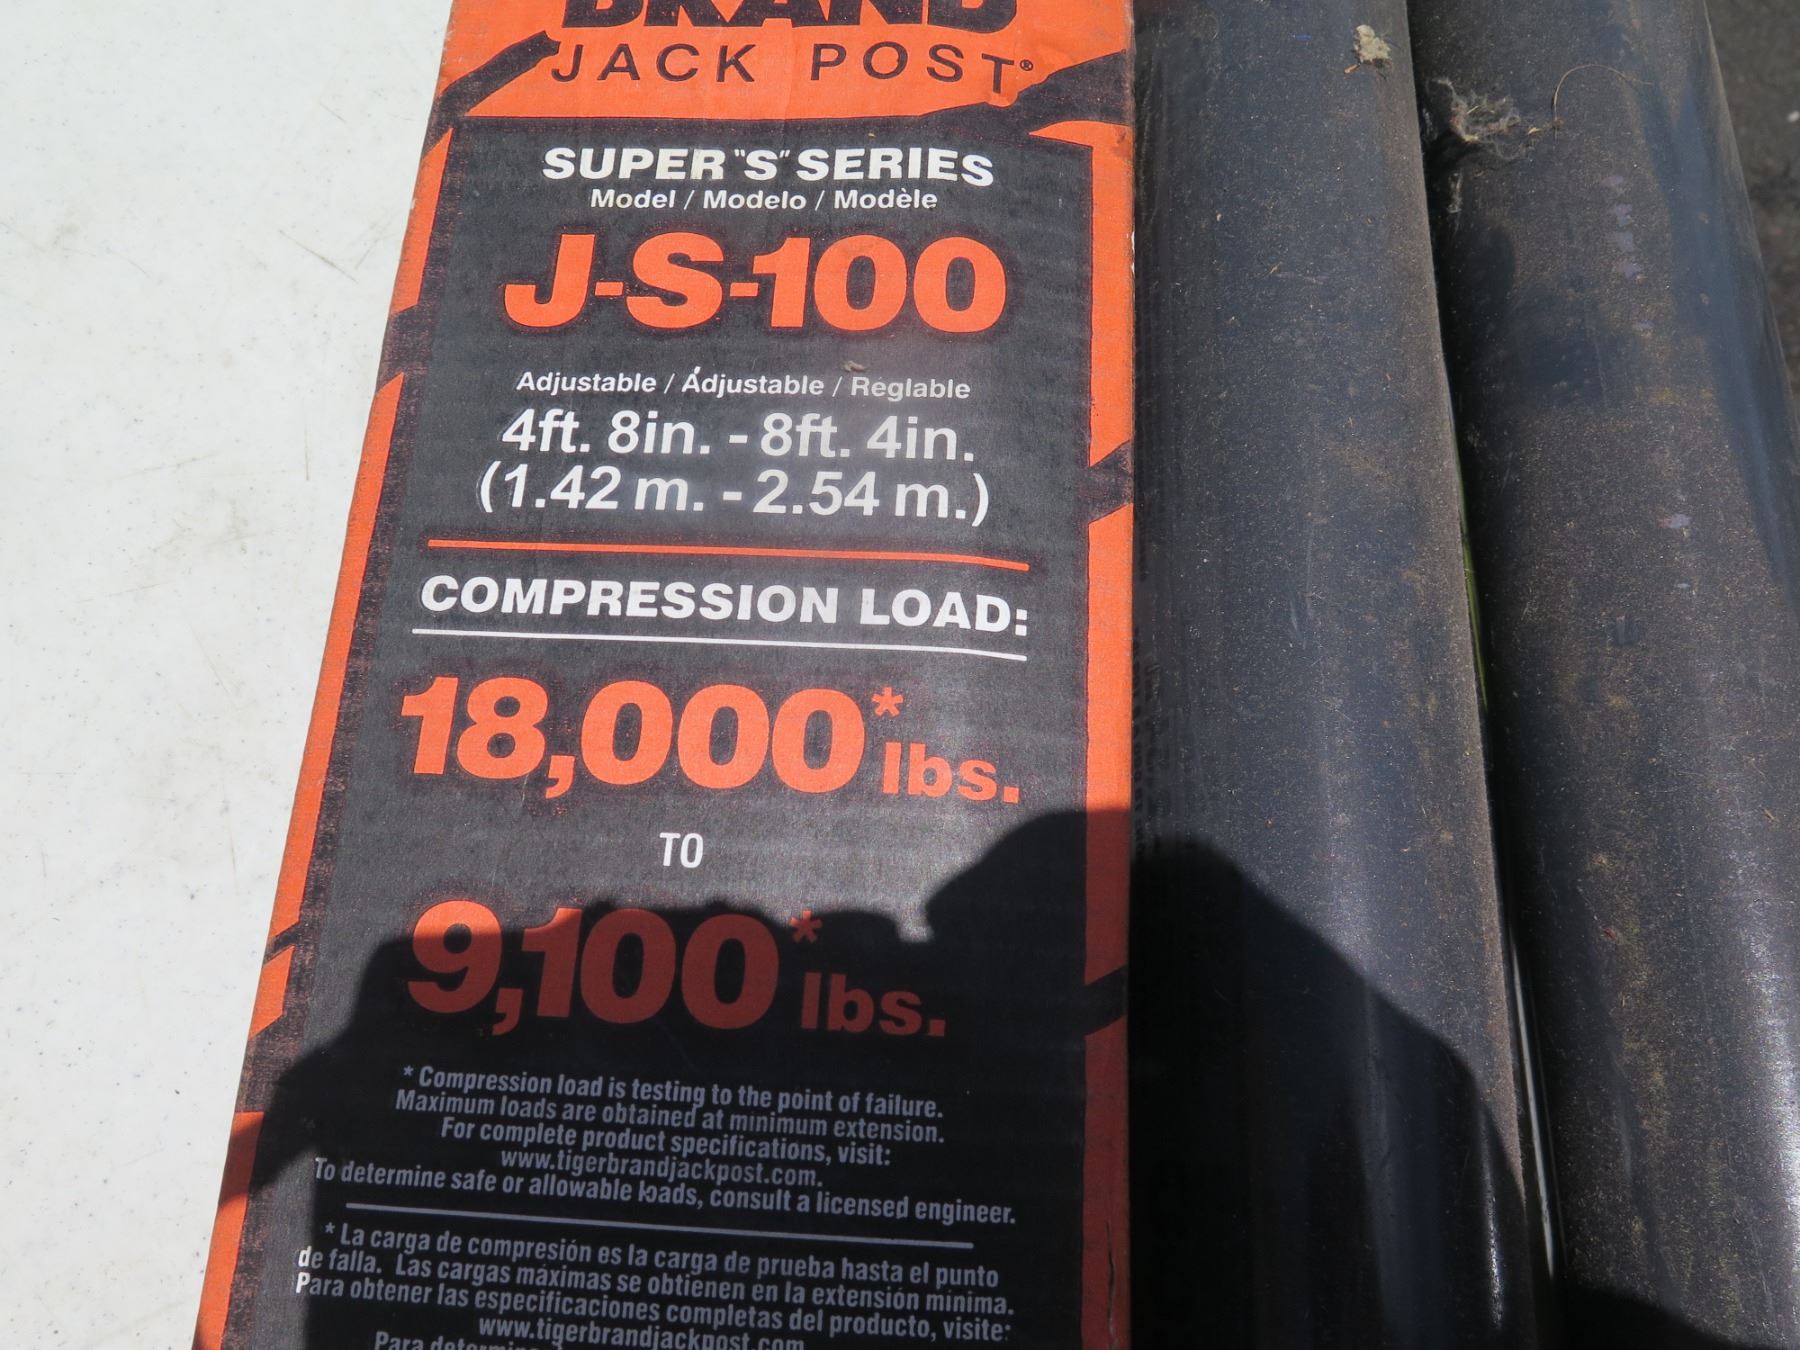 BRAND
JACK POST®
SUPER "S" SERIES
Model / Modelo / Modèle
J-S-100
Adjustable / Adjustable / Reglable
4ft. 8in. - 8ft. 4in.
(1.42 m. - 2.54 m.)
COMPRESSION LOAD:
18,000* lbs.
TO
9,100* lbs.
* Compression load is testing to the point of failure.
Maximum loads are obtained at minimum extension.
For complete product specifications, visit:
www.tigerbrandjackpost.com.
To determine safe or allowable loads, consult a licensed engineer.
* La carga de compresión es la carga de prueba hasta el punto
de falla. Las cargas máximas se obtienen en la extensión mínima.
Para obtener las especificaciones completas del producto, visite:
www.tigerbrandjackpost.com
Para